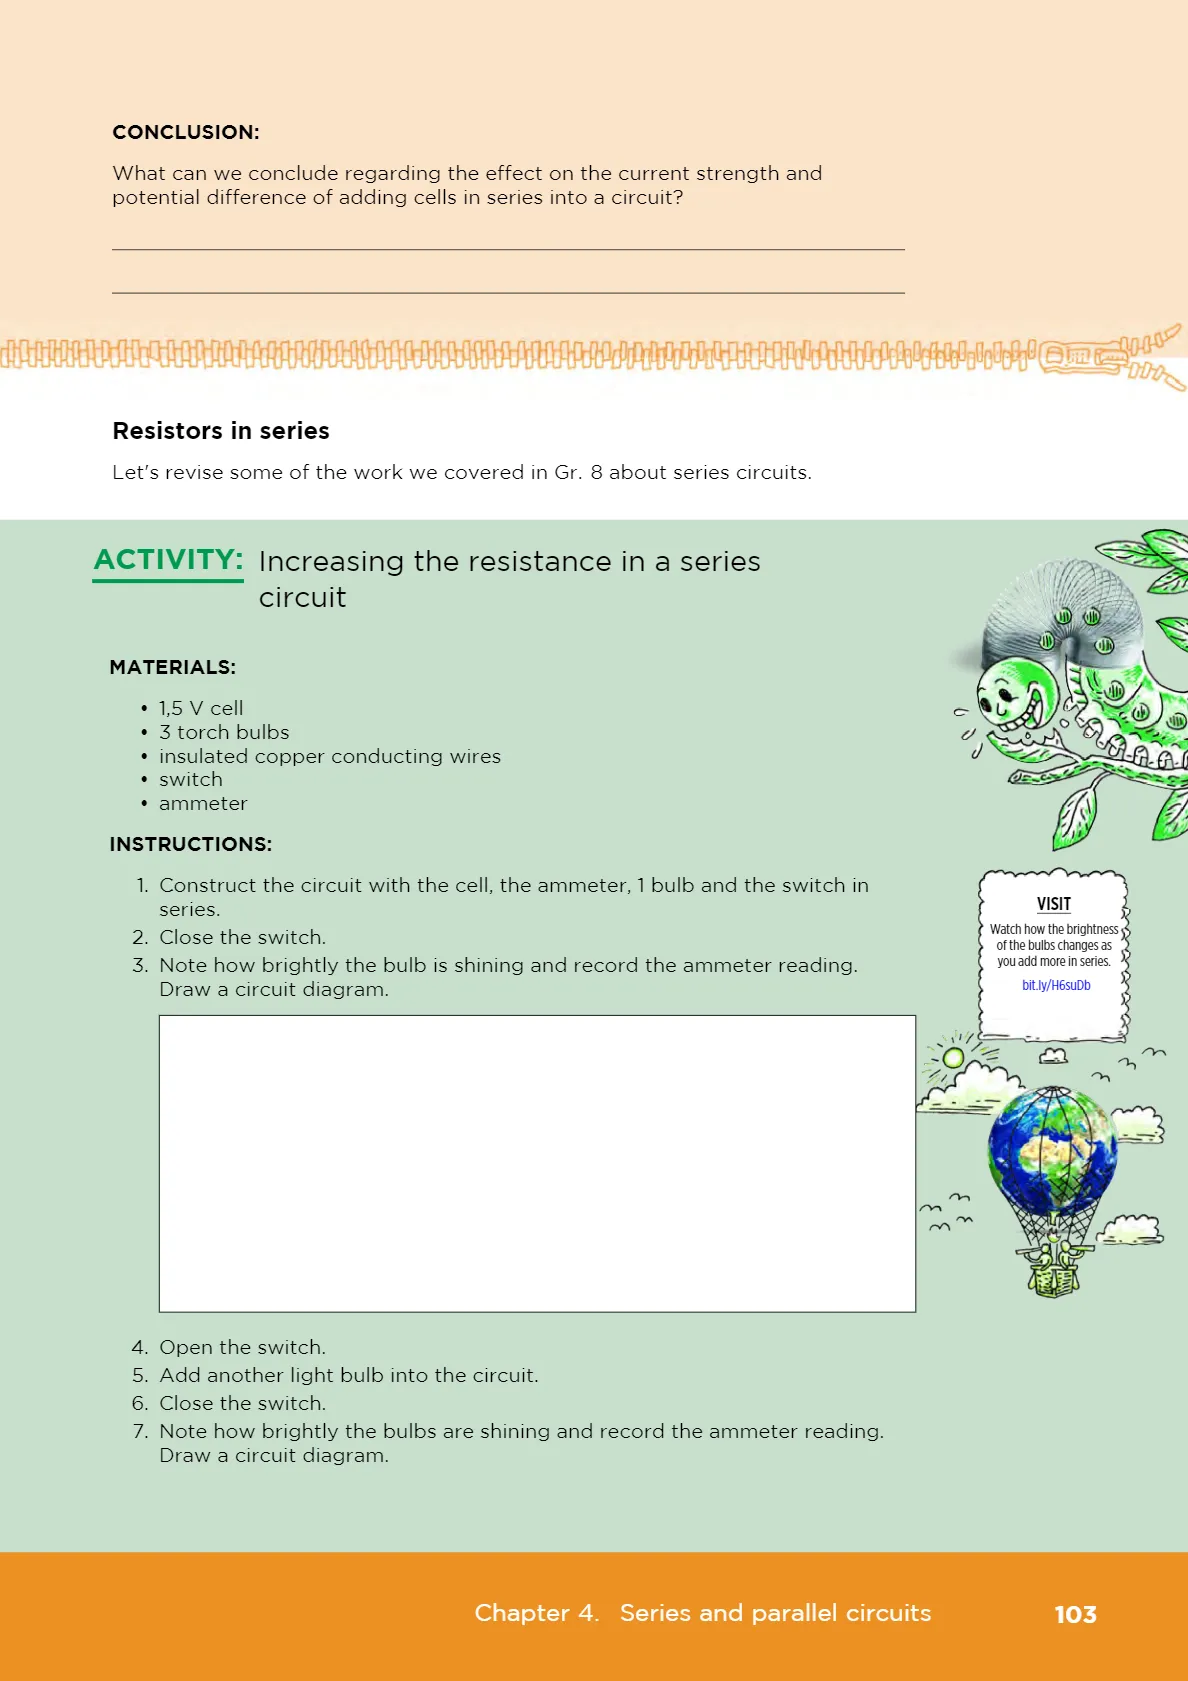 CONCLUSION:
What can we conclude regarding the effect on the current strength and
potential difference of adding cells in series into a circuit?
Resistors in series
Let's revise some of the work we covered in Gr. 8 about series circuits.
ACTIVITY: Increasing the resistance in a series
circuit
MATERIALS:
• 1,5 V cell
• 3 torch bulbs
• insulated copper conducting wires
• switch
• ammeter
INSTRUCTIONS:
1. Construct the circuit with the cell, the ammeter, 1 bulb and the switch in
series.
2. Close the switch.
3. Note how brightly the bulb is shining and record the ammeter reading.
Draw a circuit diagram.
VISIT
Watch how the brightness
of the bulbs changes as
you add more in series.
bit.ly/H6suDb
4. Open the switch.
5. Add another light bulb into the circuit.
6. Close the switch.
7. Note how brightly the bulbs are shining and record the ammeter reading.
Draw a circuit diagram.
Chapter 4. Series and parallel circuits 103